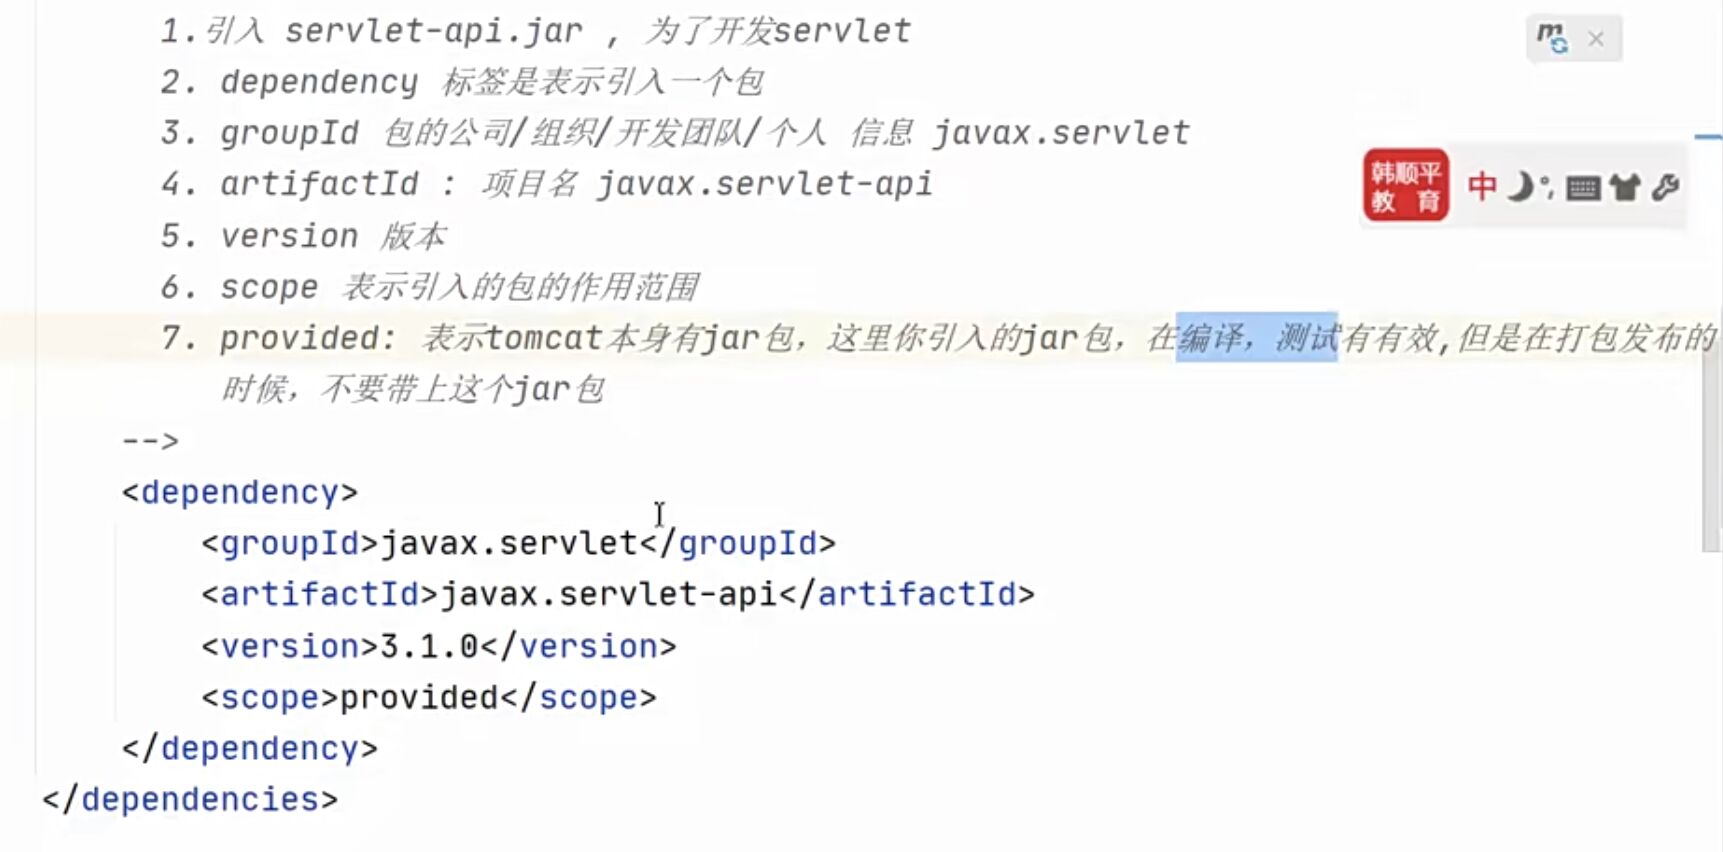 1.引入 servlet-api.jar , 为了开发servlet
2. dependency 标签是表示引入一个包
3. groupId 包的公司/组织/开发团队/个人 信息 javax.servlet
4. artifactId : 项目名 javax.servlet-api
5. version 版本
6. scope 表示引入的包的作用范围
7. provided: 表示tomcat本身有jar包，这里你引入的jar包，在编译，测试有有效,但是在打包发布的
时候，不要带上这个jar包
-->
<dependency>
<groupId>javax.servlet</groupId>
<artifactId>javax.servlet-api</artifactId>
<version>3.1.0</version>
<scope>provided</scope>
</dependency>
</dependencies>
m
韩顺平
教 育
中